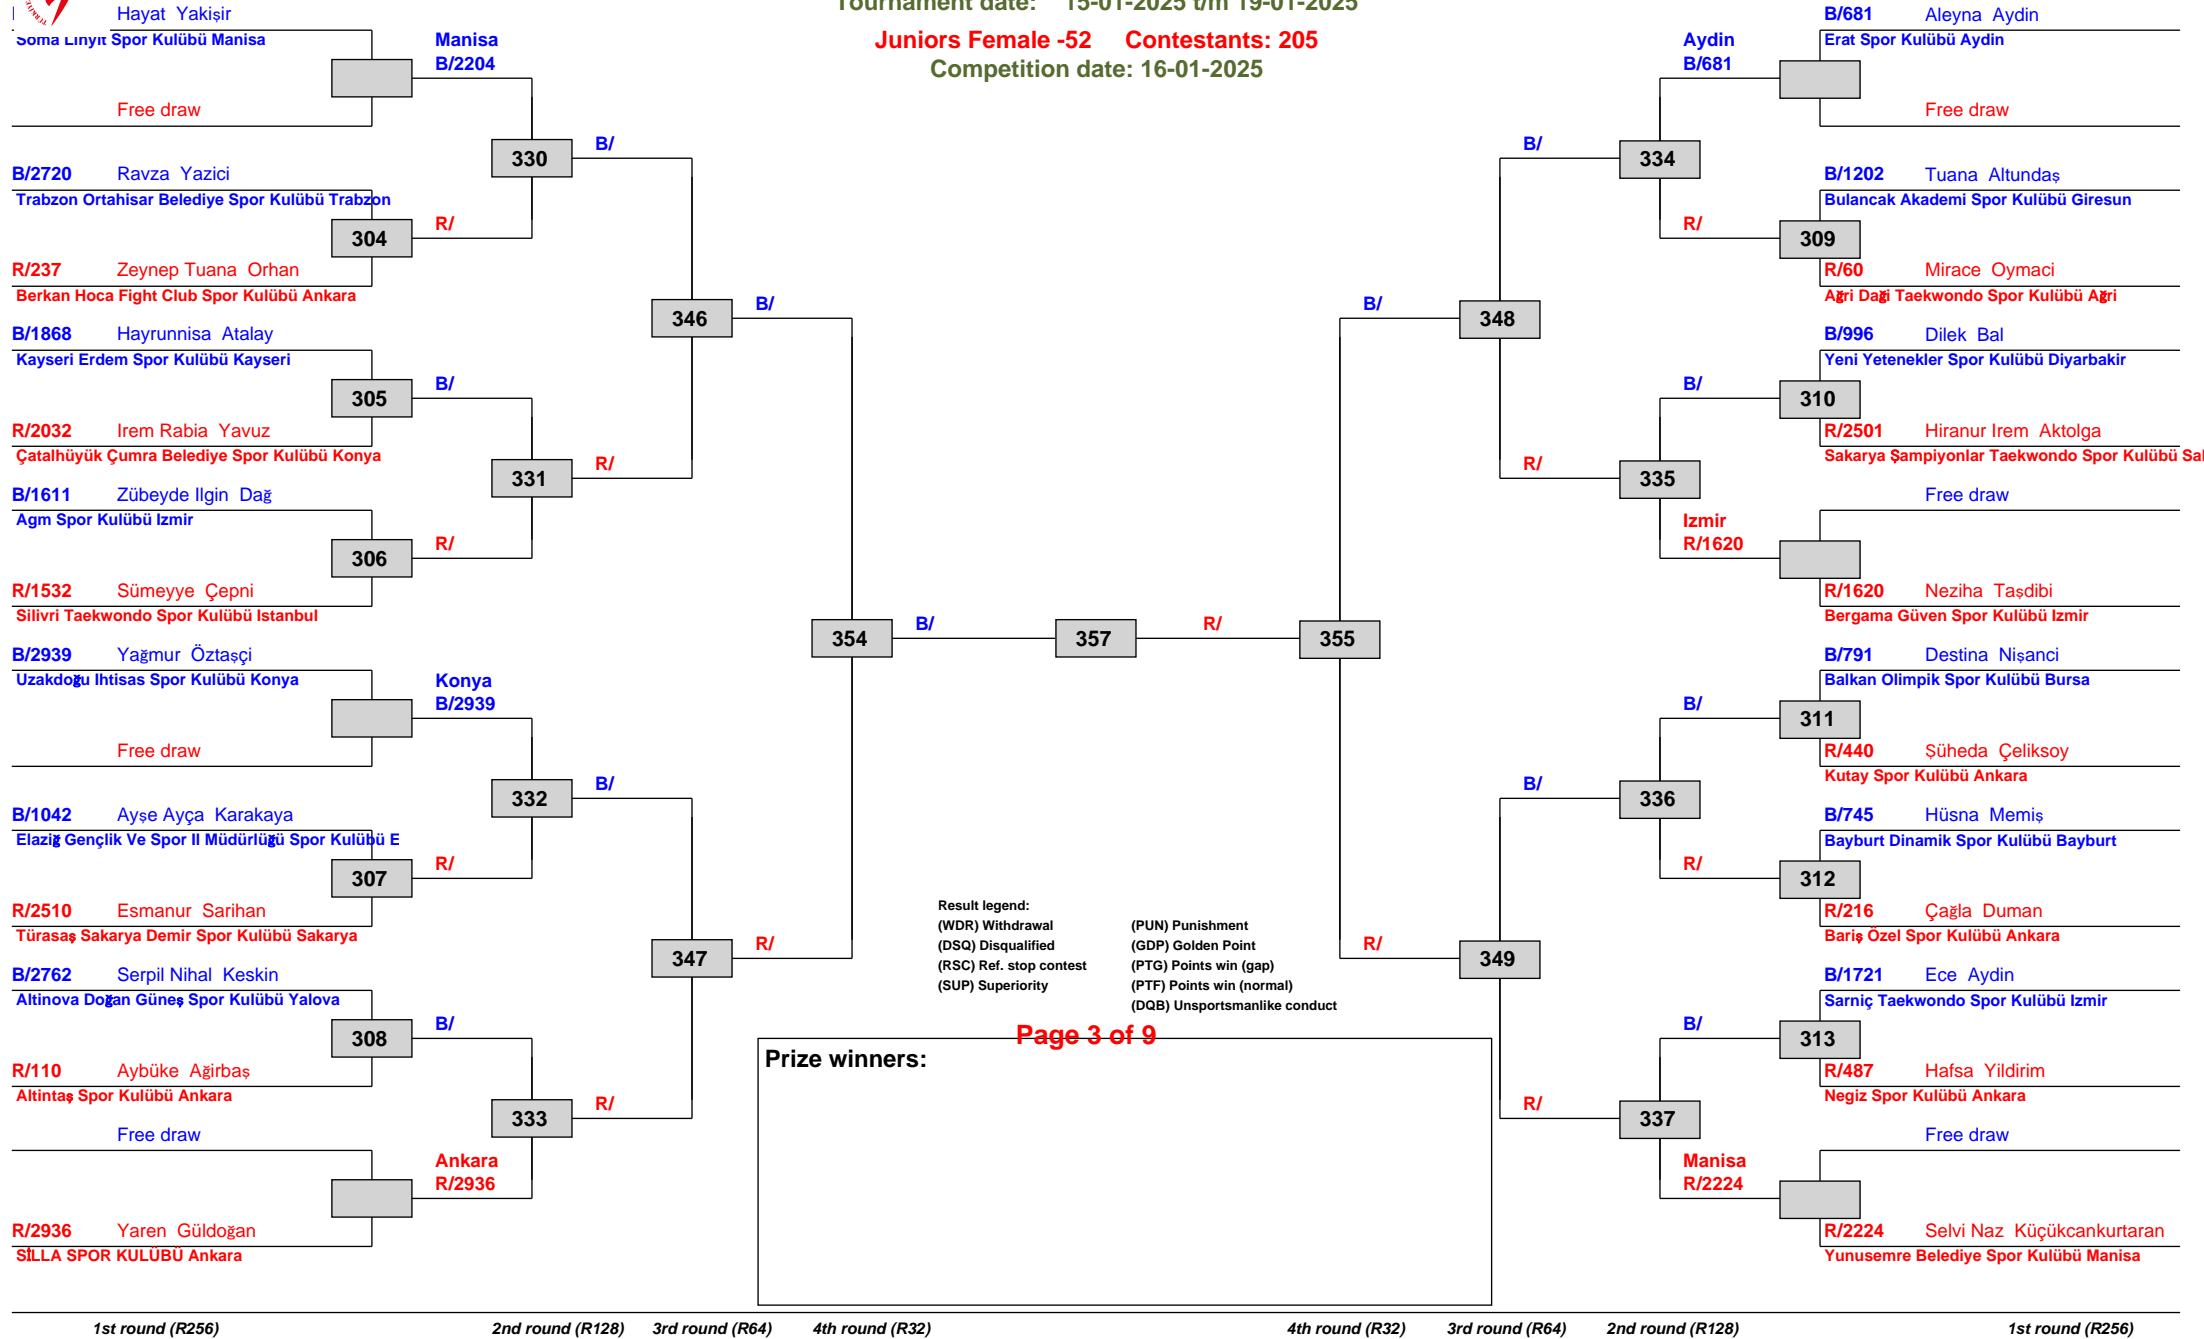 Tournament date: 15-01-2025 t/m 19-01-2025
Juniors Female -52 Contestants: 205
Competition date: 16-01-2025
Hayat Yakişir
Soma Linyit Spor Kulübü Manisa
Free draw
Manisa
B/2204
B/2720 Ravza Yazici
Trabzon Ortahisar Belediye Spor Kulübü Trabzon
304
R/237 Zeynep Tuana Orhan
Berkan Hoca Fight Club Spor Kulübü Ankara
R/
330
B/
B/1868 Hayrunnisa Atalay
Kayseri Erdem Spor Kulübü Kayseri
305
R/2032 Irem Rabia Yavuz
Çatalhüyük Çumra Belediye Spor Kulübü Konya
B/
B/1611 Zübeyde Ilgin Dağ
Agm Spor Kulübü Izmir
306
R/1532 Sümeyye Çepni
Silivri Taekwondo Spor Kulübü Istanbul
R/
331
R/
346
B/
B/2939 Yağmur Öztaşçi
Uzakdoğu Ihtisas Spor Kulübü Konya
Free draw
Konya
B/2939
B/1042 Ayşe Ayça Karakaya
Elaziğ Gençlik Ve Spor Il Müdürlüğü Spor Kulübü E
307
R/2510 Esmanur Sarihan
Türasaş Sakarya Demir Spor Kulübü Sakarya
R/
332
B/
B/2762 Serpil Nihal Keskin
Altinova Doğan Güneş Spor Kulübü Yalova
308
R/110 Aybüke Ağirbaş
Altintaş Spor Kulübü Ankara
B/
Free draw
R/2936 Yaren Güldoğan
SİLLA SPOR KULÜBÜ Ankara
Ankara
R/2936
333
R/
347
R/
354
B/
357
R/
355
B/681 Aleyna Aydin
Erat Spor Kulübü Aydin
Free draw
Aydin
B/681
B/1202 Tuana Altundaş
Bulancak Akademi Spor Kulübü Giresun
309
R/60 Mirace Oymaci
Ağri Daği Taekwondo Spor Kulübü Ağri
R/
334
B/
B/996 Dilek Bal
Yeni Yetenekler Spor Kulübü Diyarbakir
310
R/2501 Hiranur Irem Aktolga
Sakarya Şampiyonlar Taekwondo Spor Kulübü Sa
B/
Free draw
R/1620 Neziha Taşdibi
Bergama Güven Spor Kulübü Izmir
Izmir
R/1620
335
R/
348
B/
B/791 Destina Nişanci
Balkan Olimpik Spor Kulübü Bursa
311
R/440 Şüheda Çeliksoy
Kutay Spor Kulübü Ankara
B/
B/745 Hüsna Memiş
Bayburt Dinamik Spor Kulübü Bayburt
312
R/216 Çağla Duman
Bariş Özel Spor Kulübü Ankara
R/
336
B/
B/1721 Ece Aydin
Sarniç Taekwondo Spor Kulübü Izmir
313
R/487 Hafsa Yildirim
Negiz Spor Kulübü Ankara
B/
Free draw
R/2224 Selvi Naz Küçükcankurtaran
Yunusemre Belediye Spor Kulübü Manisa
Manisa
R/2224
337
R/
349
R/
Result legend:
(WDR) Withdrawal (PUN) Punishment
(DSQ) Disqualified (GDP) Golden Point
(RSC) Ref. stop contest (PTG) Points win (gap)
(SUP) Superiority (PTF) Points win (normal)
(DQB) Unsportsmanlike conduct
Page 3 of 9
Prize winners:
1st round (R256) 2nd round (R128) 3rd round (R64) 4th round (R32) 4th round (R32) 3rd round (R64) 2nd round (R128) 1st round (R256)